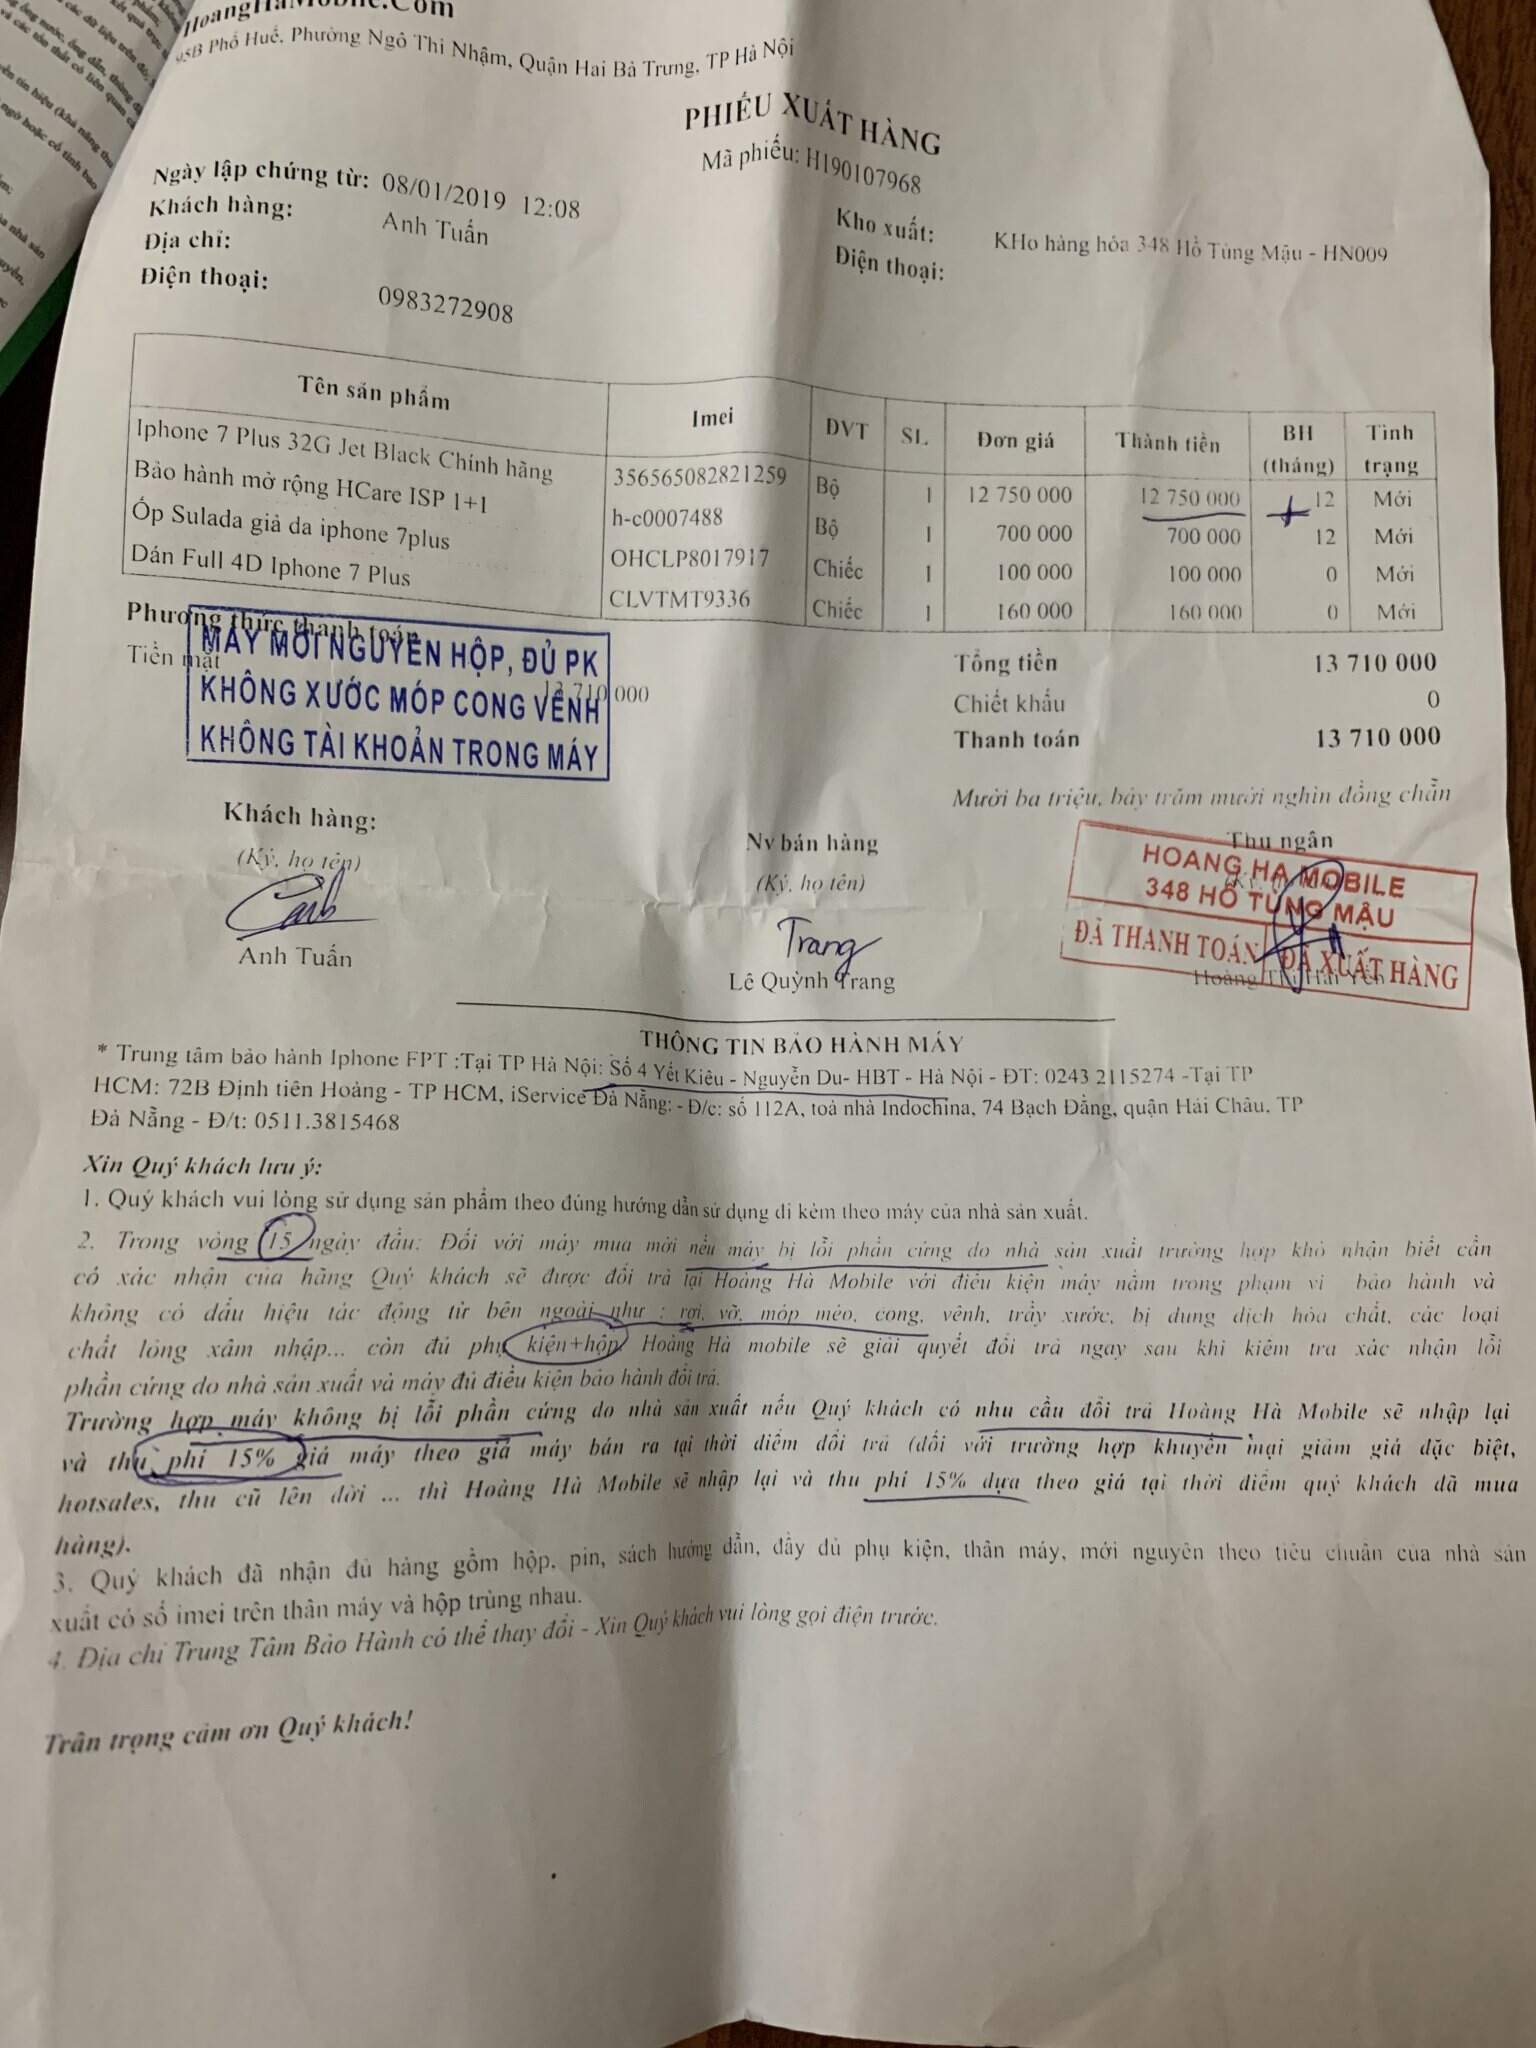 HoangHaMobile.Com
95B Phố Huế, Phường Ngô Thì Nhậm, Quận Hai Bà Trưng, TP Hà Nội
PHIẾU XUẤT HÀNG
Mã phiếu: H190107968
Ngày lập chứng từ: 08/01/2019 12:08
Khách hàng: Anh Tuấn
Kho xuất: KHo hàng hóa 348 Hồ Tùng Mậu - HN009
Địa chỉ:
Điện thoại:
Điện thoại: 0983272908
Tên sản phẩm Imei ĐVT SL Đơn giá Thành tiền BH (tháng) Tình trạng
Iphone 7 Plus 32G Jet Black Chính hãng 356565082821259 Bộ 1 12 750 000 12 750 000 12 Mới
Bảo hành mở rộng HCare ISP 1+1 h-c0007488 Bộ 1 700 000 700 000 12 Mới
Ốp Sulada giả da iphone 7plus OHCLP8017917 Chiếc 1 100 000 100 000 0 Mới
Dán Full 4D Iphone 7 Plus CLVTMT9336 Chiếc 1 160 000 160 000 0 Mới
Phương thức thanh toán
Tiền mặt 13 710 000
MÁY MỚI NGUYÊN HỘP, ĐỦ PK
KHÔNG XƯỚC MÓP CONG VÊNH
KHÔNG TÀI KHOẢN TRONG MÁY
Tổng tiền 13 710 000
Chiết khấu 0
Thanh toán 13 710 000
Mười ba triệu, bảy trăm mười nghìn đồng chẵn
Khách hàng: Nv bán hàng Thu ngân
(Ký, họ tên) (Ký, họ tên)
HOANG HA MOBILE
348 HỒ TÙNG MẬU
ĐÃ THANH TOÁN ĐÃ XUẤT HÀNG
Trang
Anh Tuấn Lê Quỳnh Trang Hoàng Thị Hải Yến
THÔNG TIN BẢO HÀNH MÁY
* Trung tâm bảo hành Iphone FPT :Tại TP Hà Nội: Số 4 Yết Kiêu - Nguyễn Du- HBT - Hà Nội - ĐT: 0243 2115274 -Tại TP
HCM: 72B Định tiên Hoàng - TP HCM, iService Đà Nẵng: - Đ/c: số 112A, toà nhà Indochina, 74 Bạch Đằng, quận Hải Châu, TP
Đà Nẵng - Đ/t: 0511.3815468
Xin Quý khách lưu ý:
1. Quý khách vui lòng sử dụng sản phẩm theo đúng hướng dẫn sử dụng đi kèm theo máy của nhà sản xuất.
2. Trong vòng 15 ngày đầu: Đối với máy mua mới nếu máy bị lỗi phần cứng do nhà sản xuất trường hợp khó nhận biết cần
có xác nhận của hãng Quý khách sẽ được đổi trả tại Hoàng Hà Mobile với điều kiện máy nằm trong phạm vi bảo hành và
không có dấu hiệu tác động từ bên ngoài như : rơi, vỡ, móp méo, cong, vênh, trầy xước, bị dung dịch hóa chất, các loại
chất lỏng xâm nhập... còn đủ phụ kiện+hộp. Hoàng Hà mobile sẽ giải quyết đổi trả ngay sau khi kiểm tra xác nhận lỗi
phần cứng do nhà sản xuất và máy đủ điều kiện bảo hành đổi trả.
Trường hợp máy không bị lỗi phần cứng do nhà sản xuất nếu Quý khách có nhu cầu đổi trả Hoàng Hà Mobile sẽ nhập lại
và thu phí 15% giá máy theo giá máy bán ra tại thời điểm đổi trả (đối với trường hợp khuyến mại giảm giá đặc biệt,
hotsales, thu cũ lên đời ... thì Hoàng Hà Mobile sẽ nhập lại và thu phí 15% dựa theo giá tại thời điểm quý khách đã mua
hàng).
3. Quý khách đã nhận đủ hàng gồm hộp, pin, sách hướng dẫn, đầy đủ phụ kiện, thân máy, mới nguyên theo tiêu chuẩn của nhà sản
xuất có số imei trên thân máy và hộp trùng nhau.
4. Địa chỉ Trung Tâm Bảo Hành có thể thay đổi - Xin Quý khách vui lòng gọi điện trước.
Trân trọng cảm ơn Quý khách!